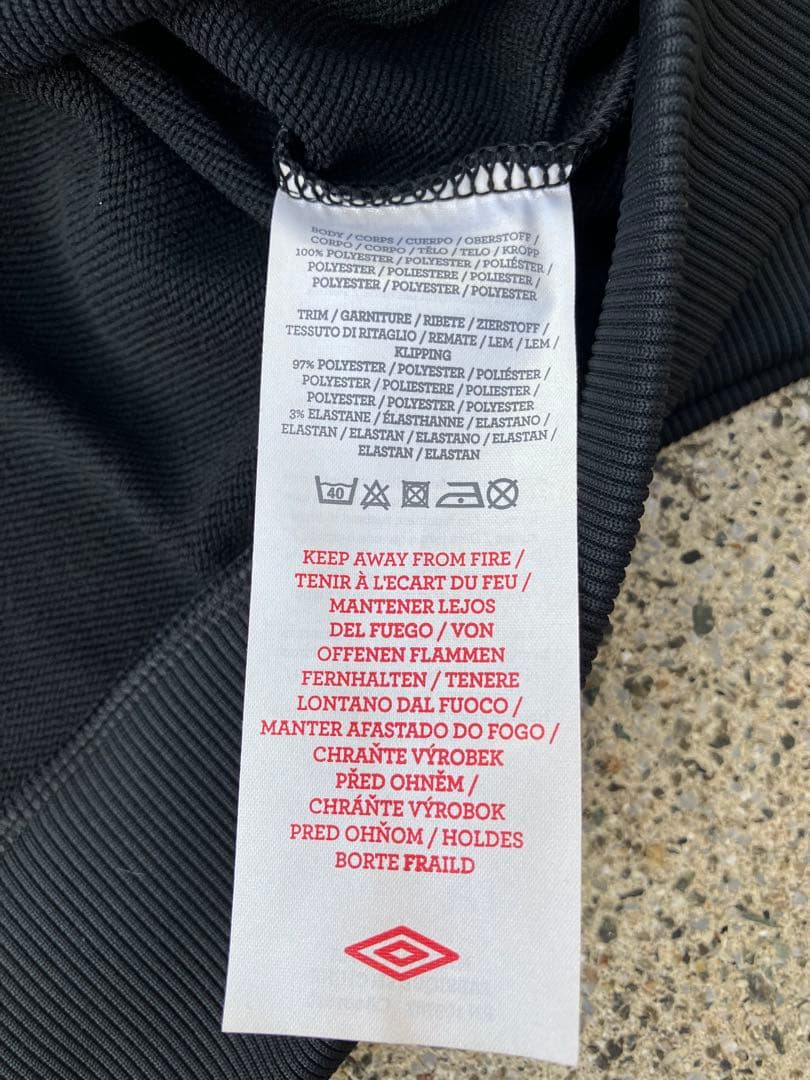 BODY / CORPS / CUERPO / OBERSTOFF /
CORPO / CORPO / TĚLO / TELO / KROPP
100% POLYESTER / POLYESTER / POLIÉSTER /
POLYESTER / POLIESTERE / POLIESTER /
POLYESTER / POLYESTER / POLYESTER
TRIM / GARNITURE / RIBETE / ZIERSTOFF /
TESSUTO DI RITAGLIO / REMATE / LEM / LEM /
KLIPPING
97% POLYESTER / POLYESTER / POLIÉSTER /
POLYESTER / POLIESTERE / POLIESTER /
POLYESTER / POLYESTER / POLYESTER
3% ELASTANE / ÉLASTHANNE / ELASTANO /
ELASTAN / ELASTAN / ELASTANO / ELASTAN /
ELASTAN / ELASTAN
40
KEEP AWAY FROM FIRE /
TENIR À L'ECART DU FEU /
MANTENER LEJOS
DEL FUEGO / VON
OFFENEN FLAMMEN
FERNHALTEN / TENERE
LONTANO DAL FUOCO /
MANTER AFASTADO DO FOGO /
CHRAŇTE VÝROBEK
PŘED OHNĚM /
CHRÁŇTE VÝROBOK
PRED OHŇOM / HOLDES
BORTE FRAILD